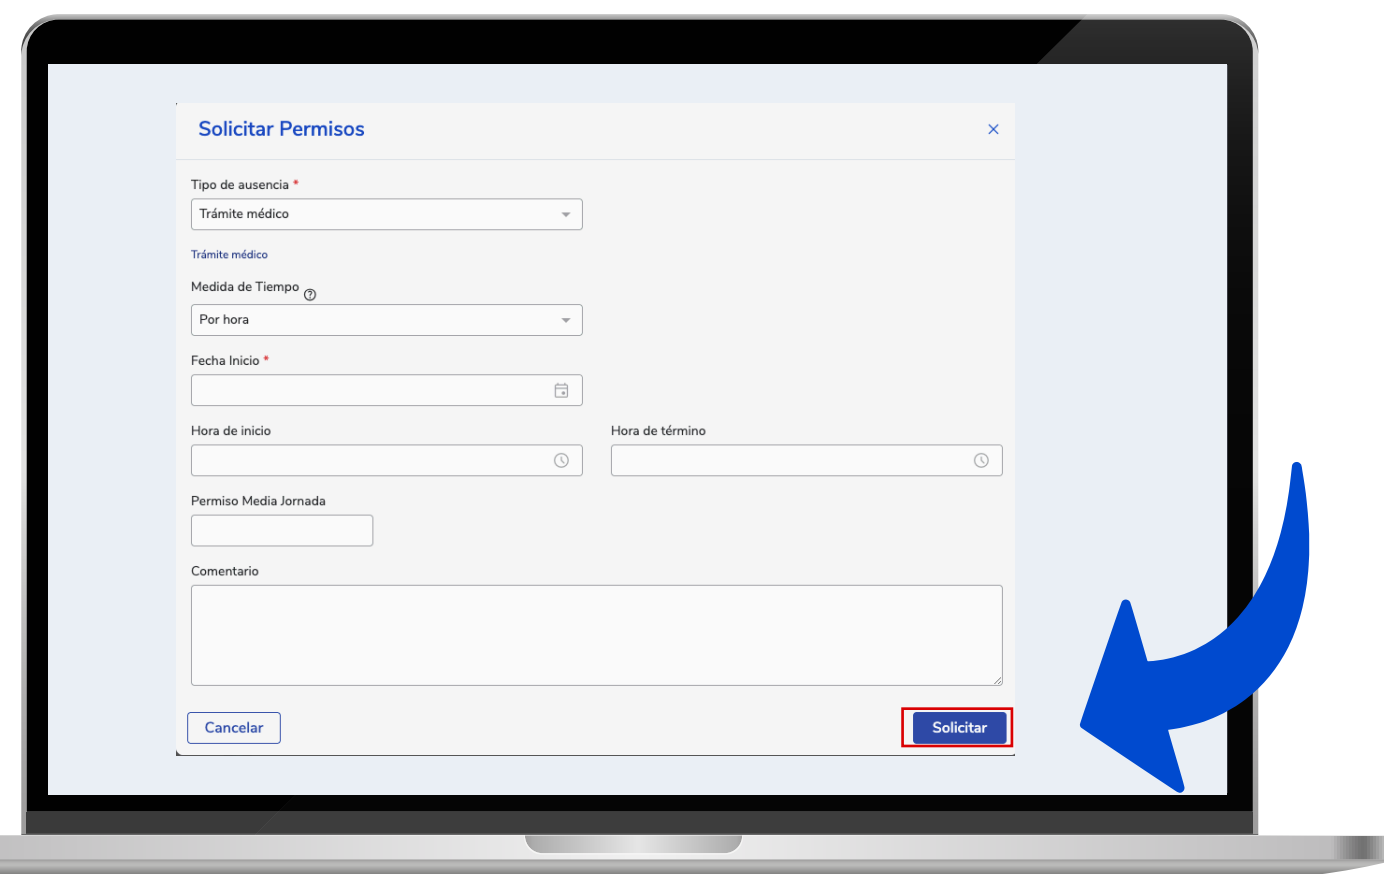 Solicitar Permisos
Tipo de ausencia *
Trámite médico
Trámite médico
Medida de Tiempo
Por hora
Fecha Inicio *
Hora de inicio
Hora de término
Permiso Media Jornada
Comentario
Cancelar
Solicitar